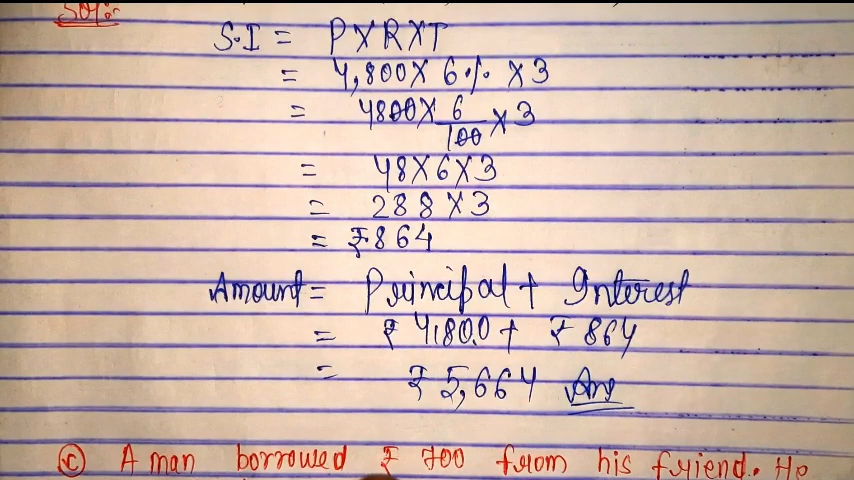 Solⁿ:-
S.I = P×R×T
= 4,800× 6% ×3
= 4800× 6/100 ×3
= 48×6×3
= 288×3
= ₹864
Amount = Principal + Interest
= ₹ 4,800 + ₹ 864
= ₹ 5,664 Ans
(c) A man borrowed ₹ 700 from his friend. He